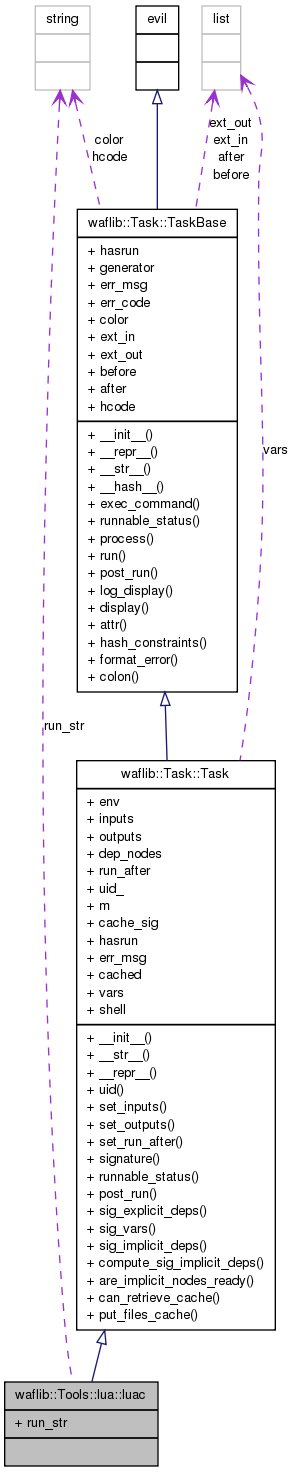 string
evil
list
color
hcode
ext_out
ext_in
after
before
waflib::Task::TaskBase
+ hasrun
+ generator
+ err_msg
+ err_code
+ color
+ ext_in
+ ext_out
+ before
+ after
+ hcode
+ __init__()
+ __repr__()
+ __str__()
+ __hash__()
+ exec_command()
+ runnable_status()
+ process()
+ run()
+ post_run()
+ log_display()
+ display()
+ attr()
+ hash_constraints()
+ format_error()
+ colon()
vars
run_str
waflib::Task::Task
+ env
+ inputs
+ outputs
+ dep_nodes
+ run_after
+ uid_
+ m
+ cache_sig
+ hasrun
+ err_msg
+ cached
+ vars
+ shell
+ __init__()
+ __str__()
+ __repr__()
+ uid()
+ set_inputs()
+ set_outputs()
+ set_run_after()
+ signature()
+ runnable_status()
+ post_run()
+ sig_explicit_deps()
+ sig_vars()
+ sig_implicit_deps()
+ compute_sig_implicit_deps()
+ are_implicit_nodes_ready()
+ can_retrieve_cache()
+ put_files_cache()
waflib::Tools::lua::luac
+ run_str